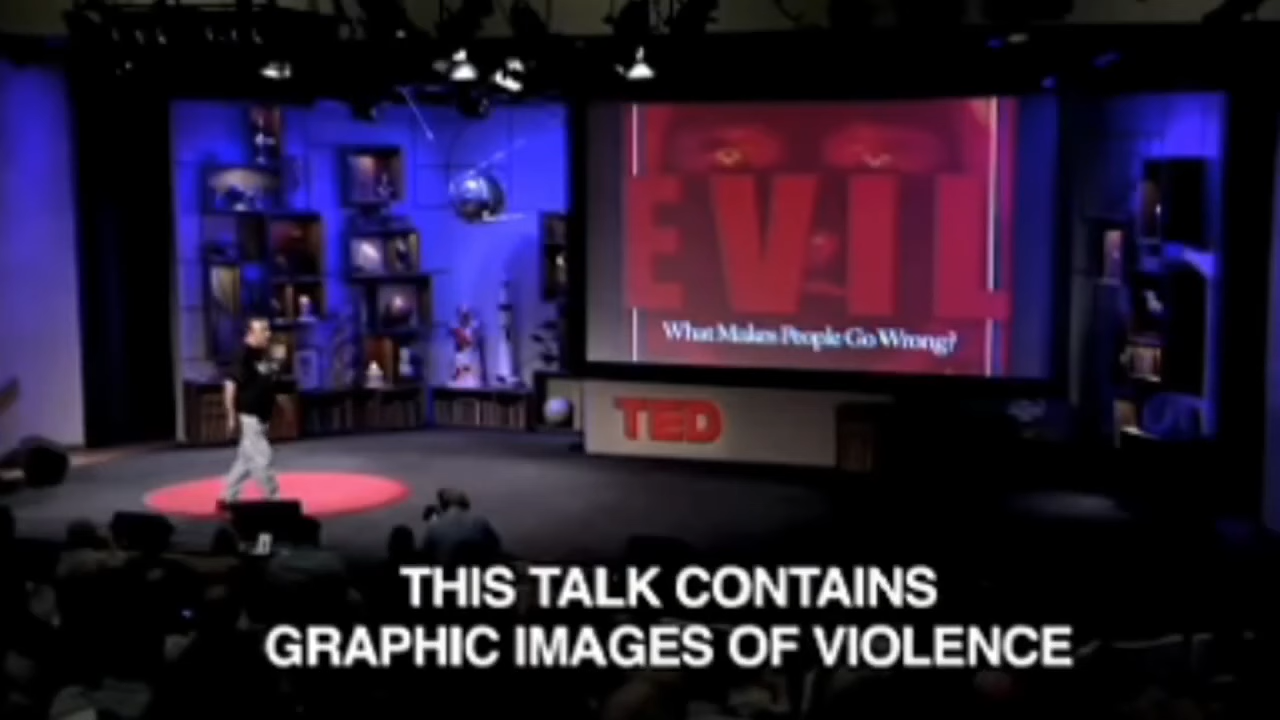 EVIL
What Makes People Go Wrong?
TED
THIS TALK CONTAINS
GRAPHIC IMAGES OF VIOLENCE